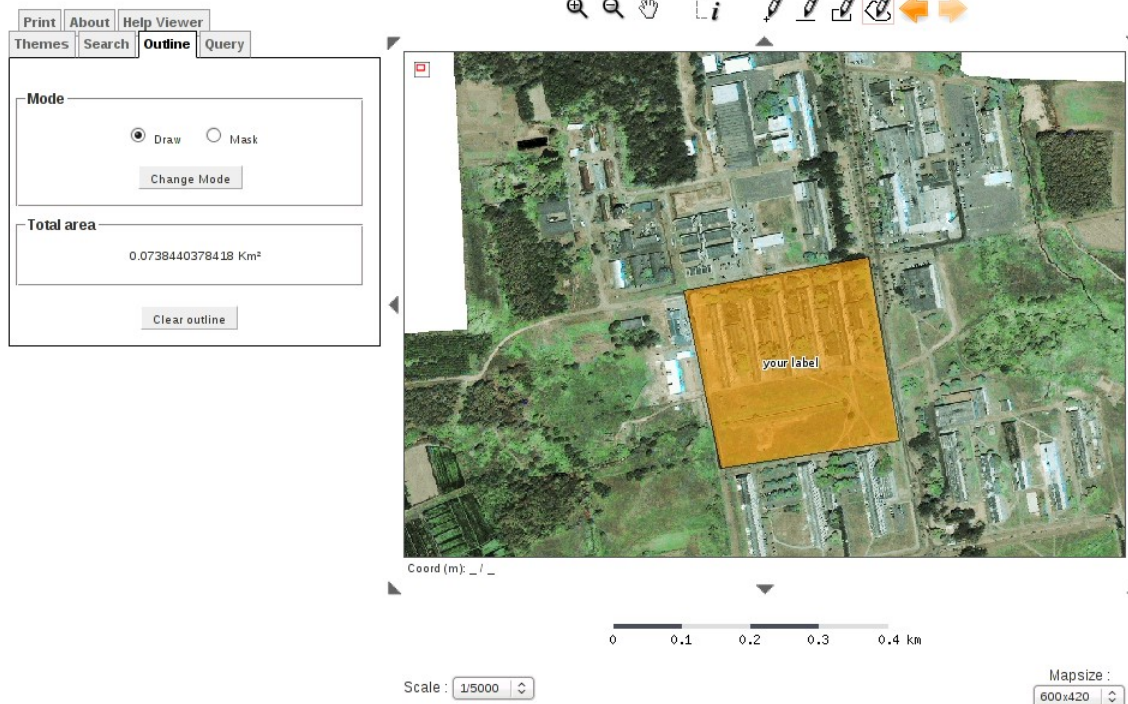 Print About Help Viewer
Themes Search Outline Query
Mode
Draw Mask
Change Mode
Total area
0.0738440378418 Km²
Clear outline
i
your label
Coord (m): _ / _
0 0.1 0.2 0.3 0.4 km
Scale : 1/5000
Mapsize :
600x420